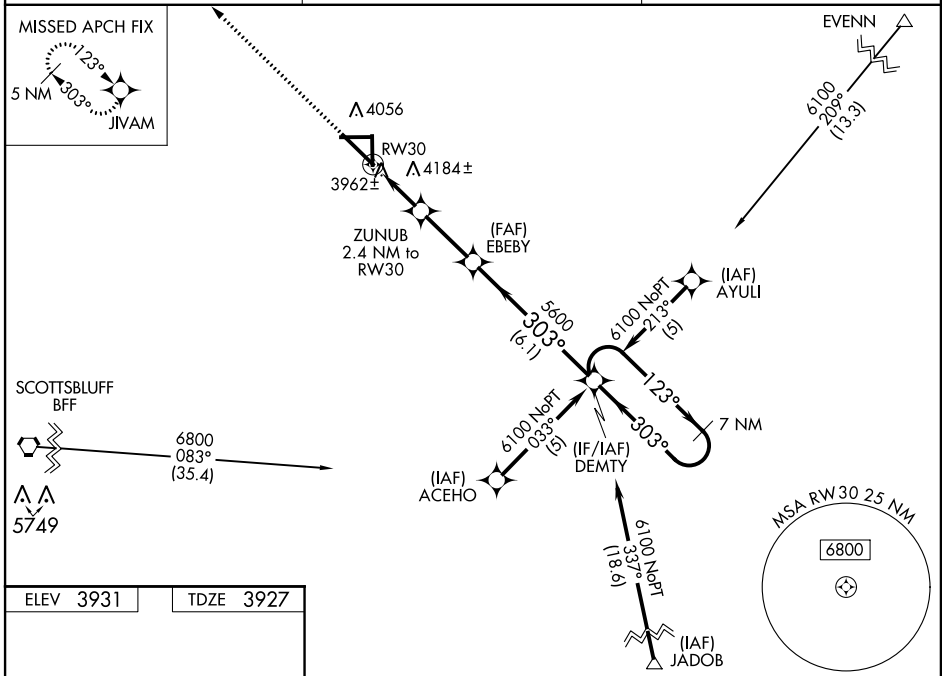 MISSED APCH FIX
123°
5 NM
303°
JIVAM
4056
RW30
4184±
3962±
ZUNUB
2.4 NM to
RW30
(FAF)
EBEBY
EVENN
6100
209°
(13.3)
(IAF)
AYULI
6100 NoPT
213°
(5)
5600
303°
(6.1)
123°
303°
7 NM
(IF/IAF)
DEMTY
6100 NoPT
033°
(5)
(IAF)
ACEHO
SCOTTSBLUFF
BFF
6800
083°
(35.4)
5749
6100 NoPT
337°
(18.6)
(IAF)
JADOB
MSA RW30 25 NM
6800
ELEV 3931
TDZE 3927